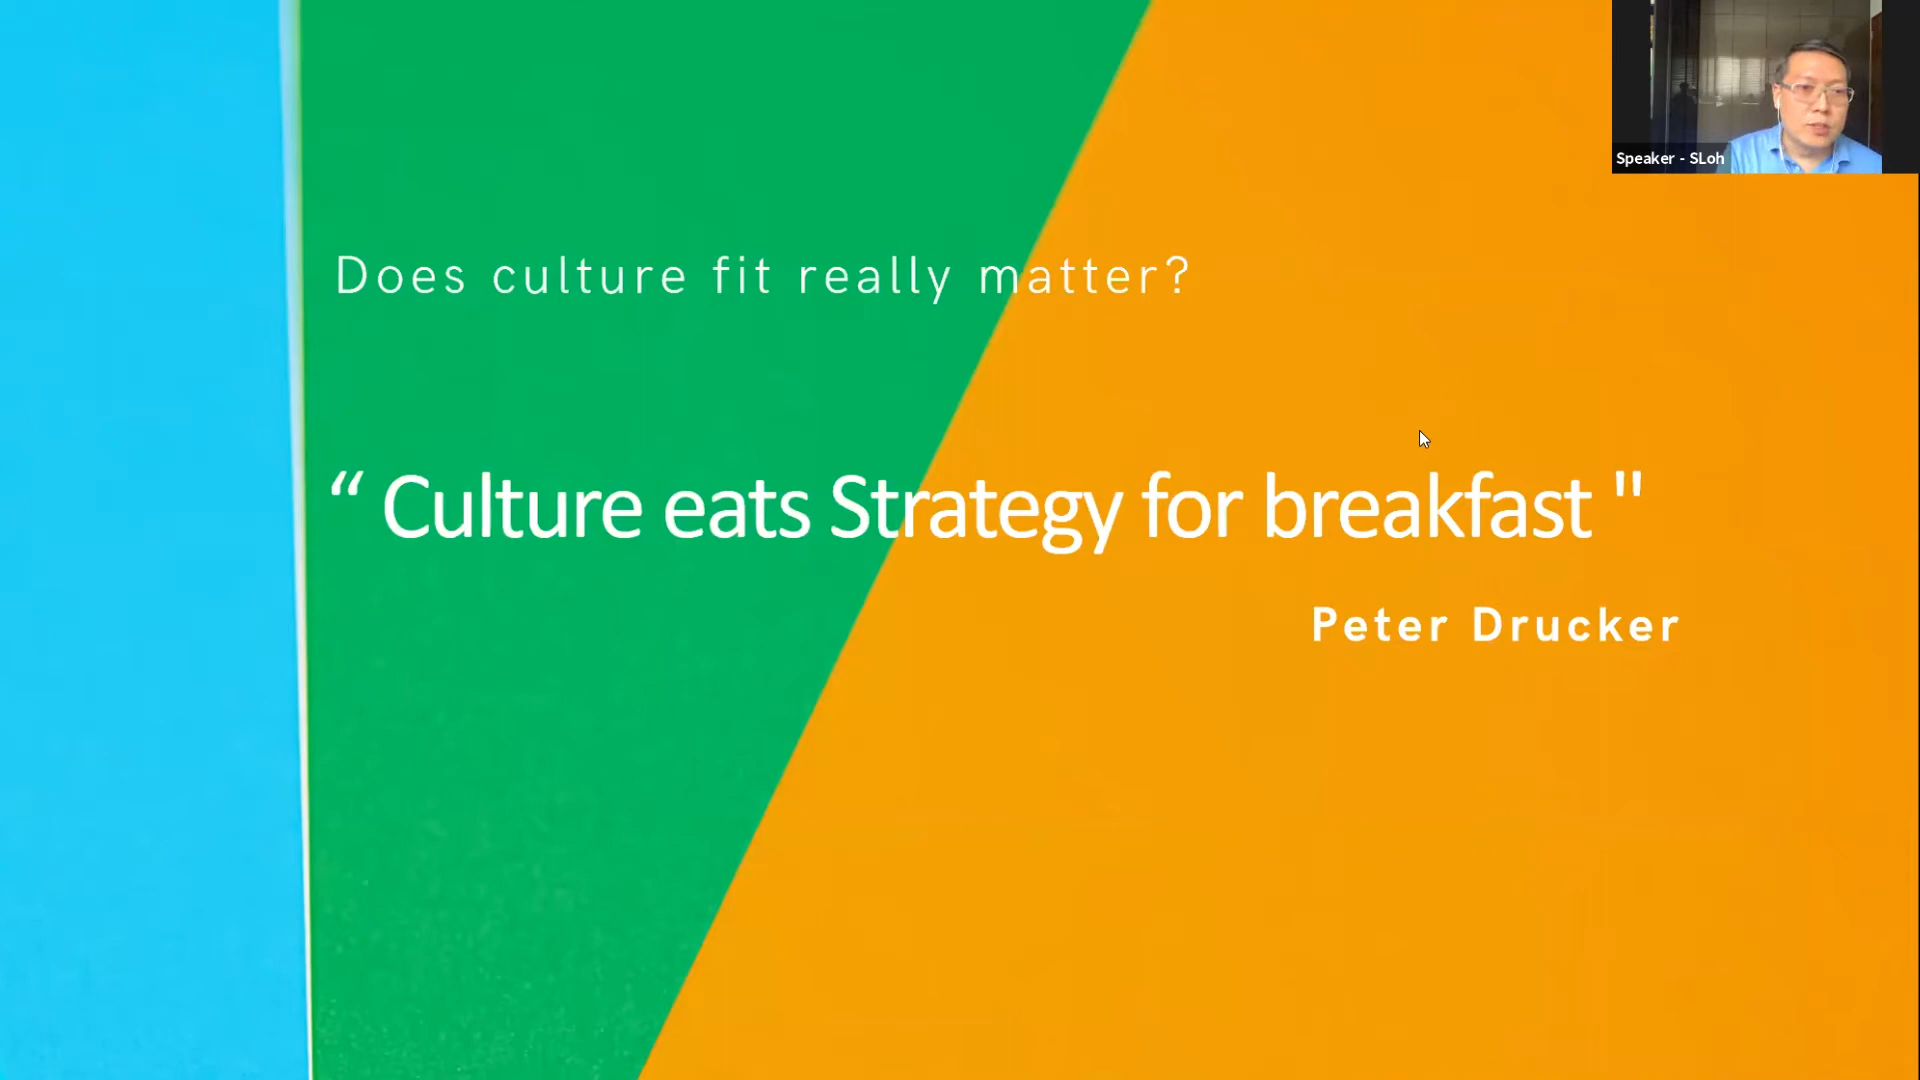 Speaker - SLoh
Does culture fit really matter?
“ Culture eats Strategy for breakfast "
Peter Drucker